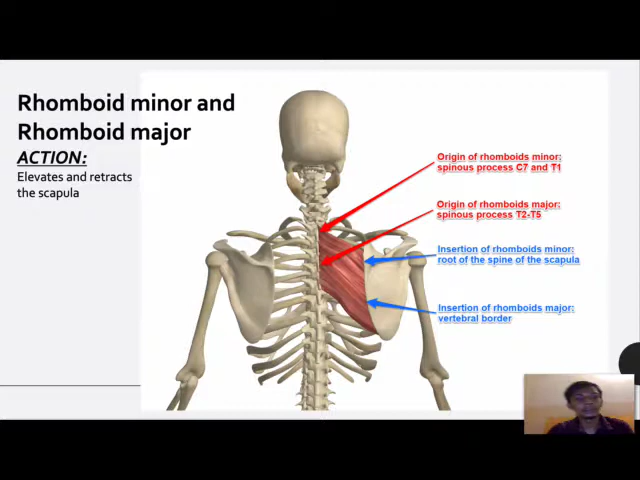 Rhomboid minor and
Rhomboid major
ACTION:
Elevates and retracts
the scapula
Origin of rhomboids minor:
spinous process C7 and T1
Origin of rhomboids major:
spinous process T2-T5
Insertion of rhomboids minor:
root of the spine of the scapula
Insertion of rhomboids major:
vertebral border